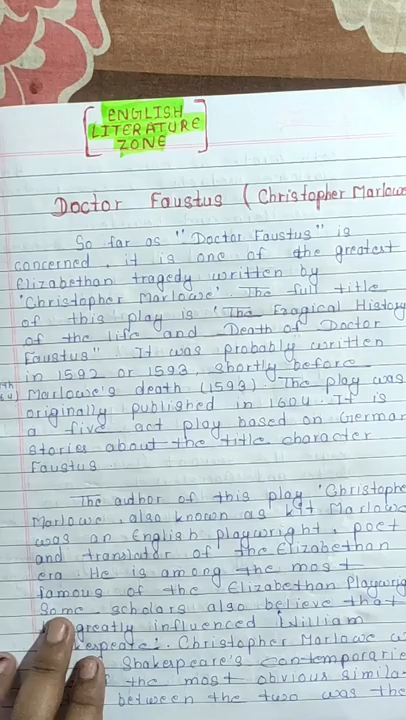 ENGLISH
LITERATURE
ZONE
Doctor Faustus ( Christopher Marlowe
So far as "Doctor Faustus" is
concerned, it is one of the greatest
Elizabethan tragedy written by
'Christopher Marlowe'. The full title
of this play is "The Tragical History
of the life and Death of Doctor
Faustus" It was probably written
in 1592 or 1593, shortly before
Marlowe's death (1593). The play was
originally published in 1604. It is
a five act play based on German
stories about the title character
Faustus.
The author of this play 'Christophe
Marlowe, also known as kit Marlowe
was an English playwright, poet
and translator of the Elizabethan
era. He is among the most
famous of the Elizabethan Playwrig
Some scholars also believe that
greatly influenced William
kespeare'. Christopher Marlowe w
Shakespeare's contemporarie
the most obvious simila-
between the two was the